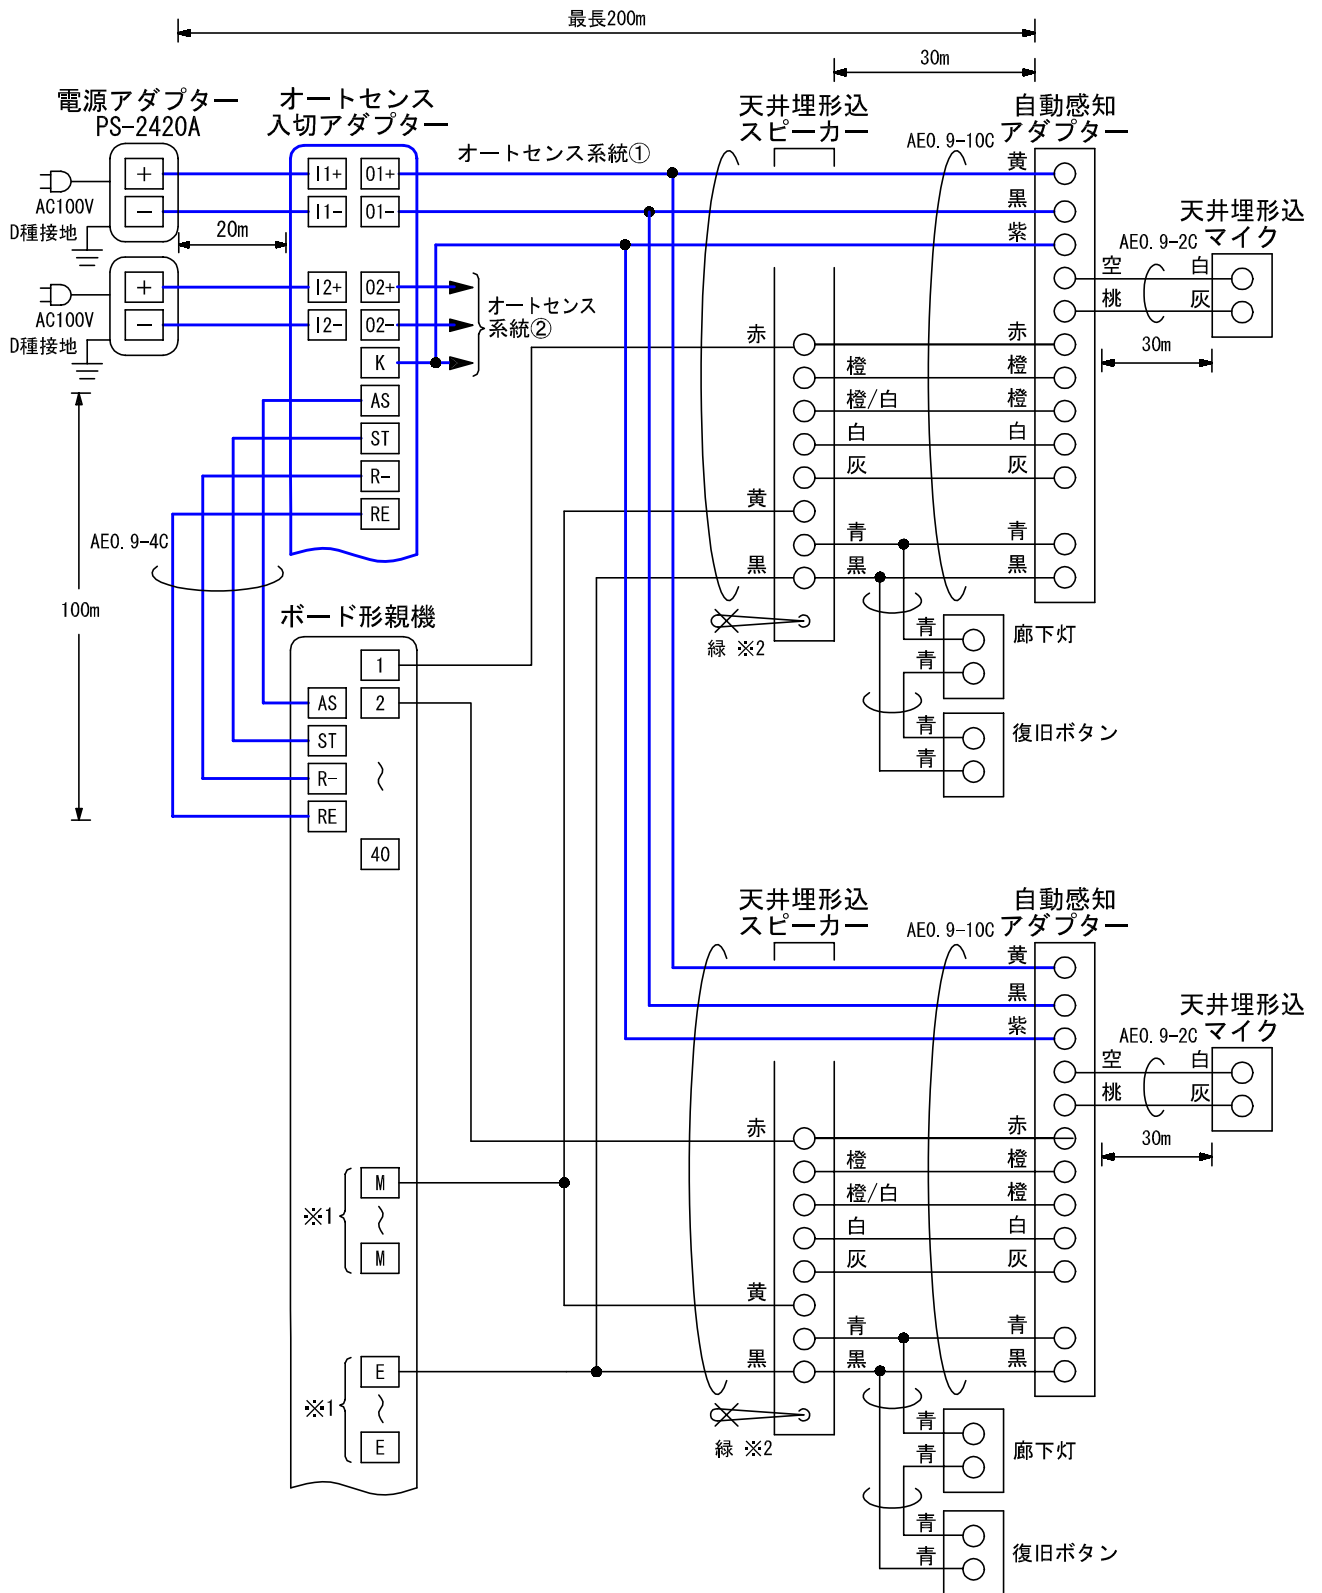 最長200m
30m
電源アダプター
PS-2420A
オートセンス
入切アダプター
天井埋形込
スピーカー
自動感知
アダプター
AE0.9-10C
オートセンス系統①
+
I1+
O1+
黄
AC100V
−
I1-
O1-
黒
D種接地
20m
紫
天井埋形込
マイク
AE0.9-2C
空
白
桃
灰
30m
+
I2+
O2+
オートセンス
系統②
AC100V
−
I2-
O2-
D種接地
K
赤
赤
AS
橙
橙
橙/白
橙
ST
白
白
R-
灰
灰
RE
黄
AE0.9-4C
青
青
黒
黒
黒
100m
ボード形親機
緑 ※2
青
青
廊下灯
1
AS
2
青
青
復旧ボタン
ST
R-
〜
RE
40
天井埋形込
スピーカー
自動感知
アダプター
AE0.9-10C
黄
黒
紫
天井埋形込
マイク
AE0.9-2C
空
白
桃
灰
30m
赤
赤
橙
橙
橙/白
橙
白
白
灰
灰
※1
M
〜
M
黄
青
青
黒
黒
黒
※1
E
〜
E
緑 ※2
青
青
廊下灯
青
青
復旧ボタン